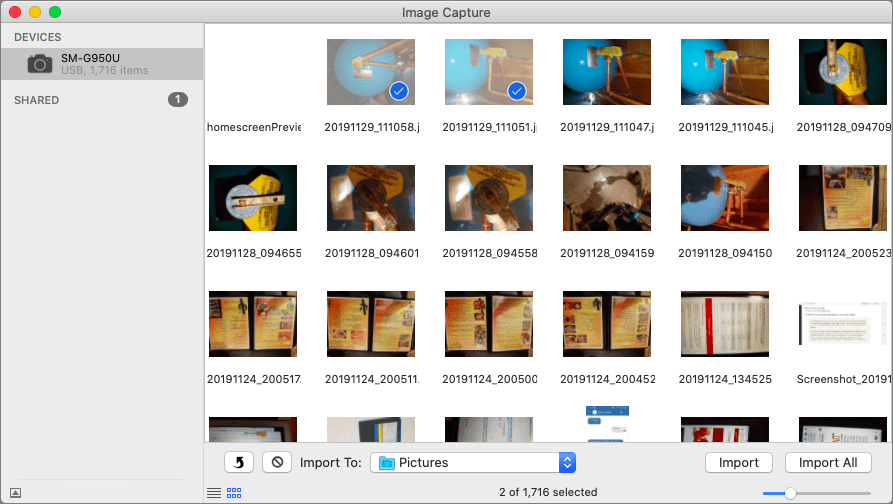 Image Capture
DEVICES
SM-G950U
USB, 1,716 items
SHARED
1
homescreenPrevie
20191129_111058.j
20191129_111051.j
20191129_111047.j
20191129_111045.j
20191128_094709
20191128_094655
20191128_094601
20191128_094558
20191128_094159
20191128_094150
20191124_200523
20191124_200517.
20191124_200511.
20191124_200500
20191124_200452
20191124_134525.
Screenshot_20191
Import To:
Pictures
Import
Import All
2 of 1,716 selected